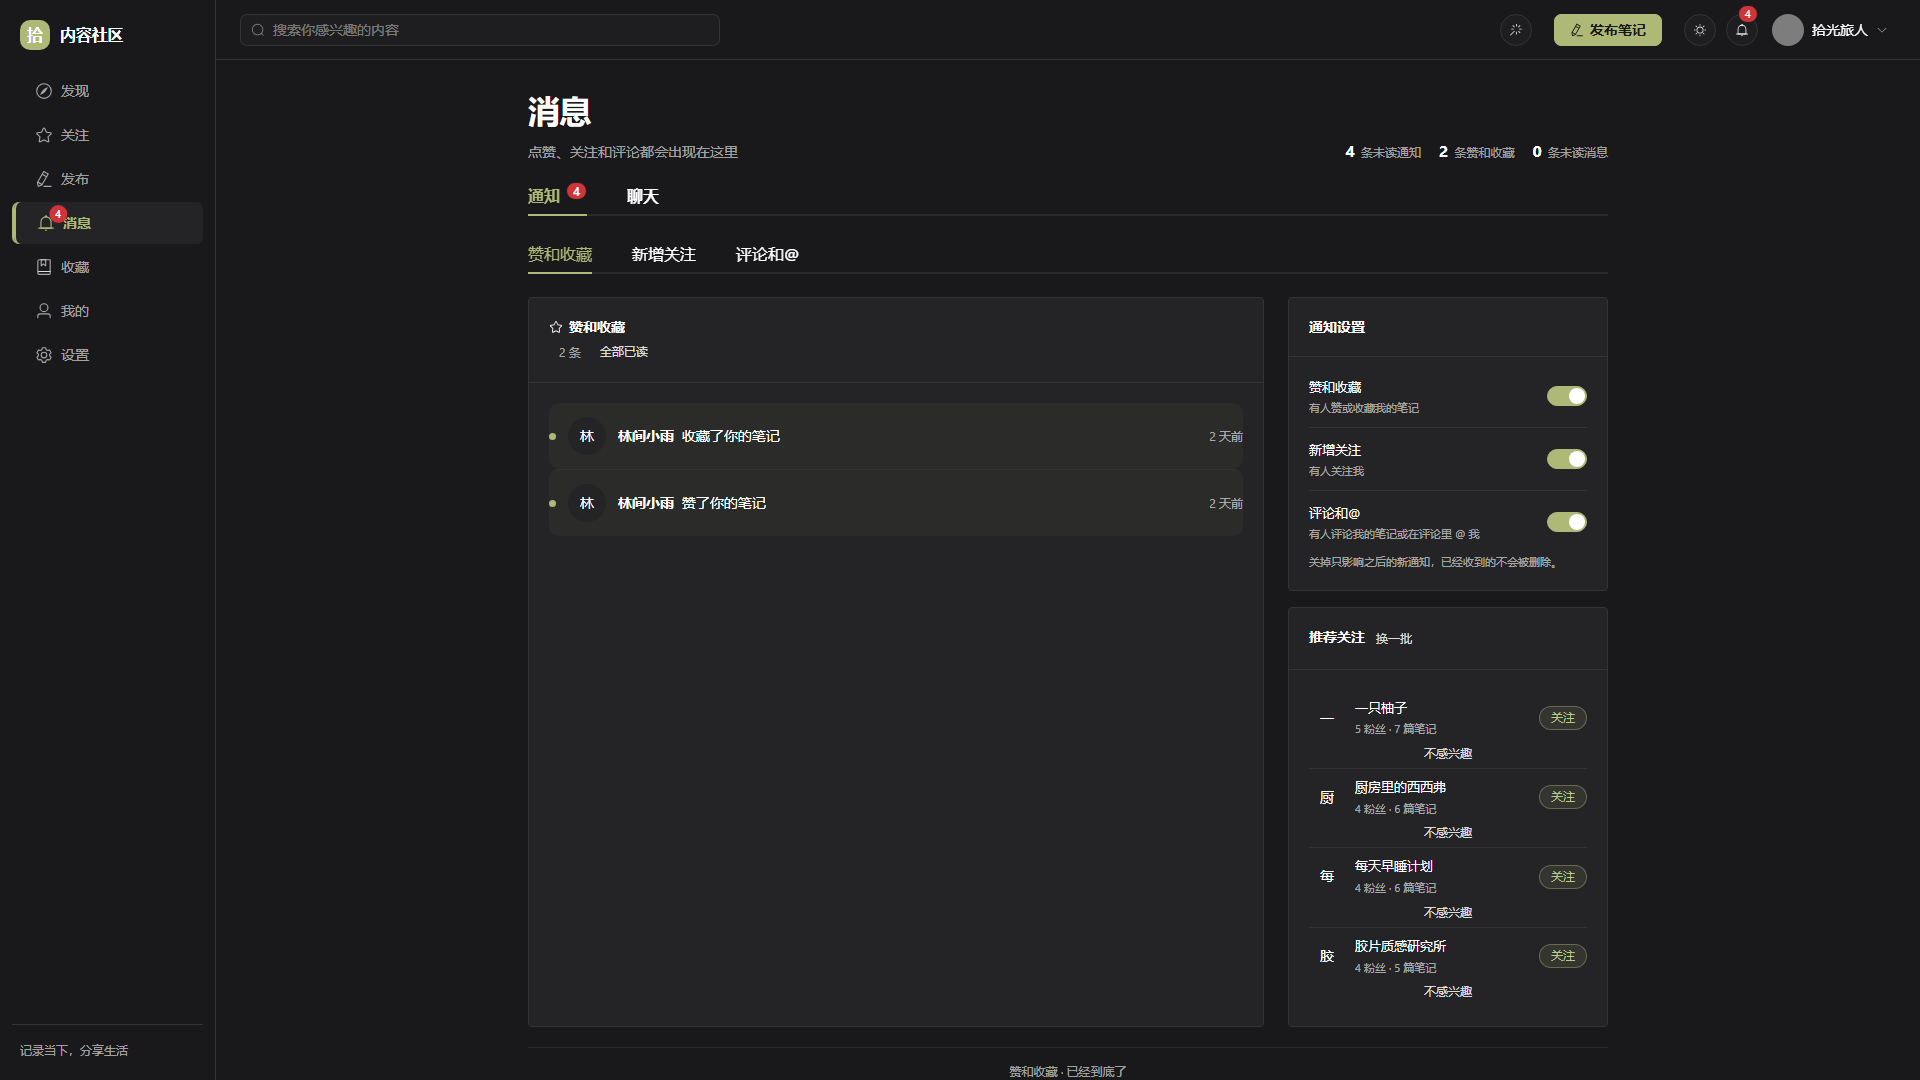 拾 内容社区
发现
关注
发布
4
消息
收藏
我的
设置
记录当下，分享生活
搜索你感兴趣的内容
发布笔记
4
拾光旅人
消息
点赞、关注和评论都会出现在这里
4 条未读通知 2 条赞和收藏 0 条未读消息
通知 4 聊天
赞和收藏 新增关注 评论和@
赞和收藏
2 条 全部已读
林 林间小雨 收藏了你的笔记 2 天前
林 林间小雨 赞了你的笔记 2 天前
通知设置
赞和收藏
有人赞或收藏我的笔记
新增关注
有人关注我
评论和@
有人评论我的笔记或在评论里 @ 我
关掉只影响之后的新通知，已经收到的不会被删除。
推荐关注 换一批
一 一只柚子 关注
5 粉丝 · 7 篇笔记
不感兴趣
厨 厨房里的西西弗 关注
4 粉丝 · 6 篇笔记
不感兴趣
每 每天早睡计划 关注
4 粉丝 · 6 篇笔记
不感兴趣
胶 胶片质感研究所 关注
4 粉丝 · 5 篇笔记
不感兴趣
赞和收藏 · 已经到底了